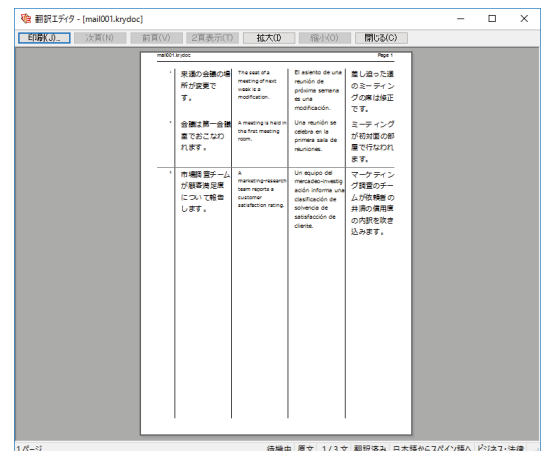 翻訳エディタ - [mail001.krydoc]
印刷(J)... 次頁(N) 前頁(V) 2頁表示(T) 拡大(I) 縮小(O) 閉じる(C)
mail001.krydoc Page 1
1
来週の会議の場
所が変更で
す。
The seat of a
meeting of next
week is a
modification.
El asiento de una
reunión de
próxima semana
es una
modificación.
差し迫った週
のミーティン
グの席は修正
です。
2
会議は第一会議
室でおこなわ
れます。
A meeting is held in
the first meeting
room.
Una reunión se
celebra en la
primera sala de
reuniones.
ミーティング
が初対面の部
屋で行なわれ
ます。
3
市場調査チーム
が顧客満足度
について報告
します。
A
marketing-research
team reports a
customer
satisfaction rating.
Un equipo del
mercadeo-investig
ación informa una
clasificación de
solvencia de
satisfacción de
cliente.
マーケティン
グ調査のチー
ムが依頼者の
弁済の信用度
の内訳を吹き
込みます。
1ページ 待機中 原文 1/3文 翻訳済み 日本語からスペイン語へ ビジネス・法律